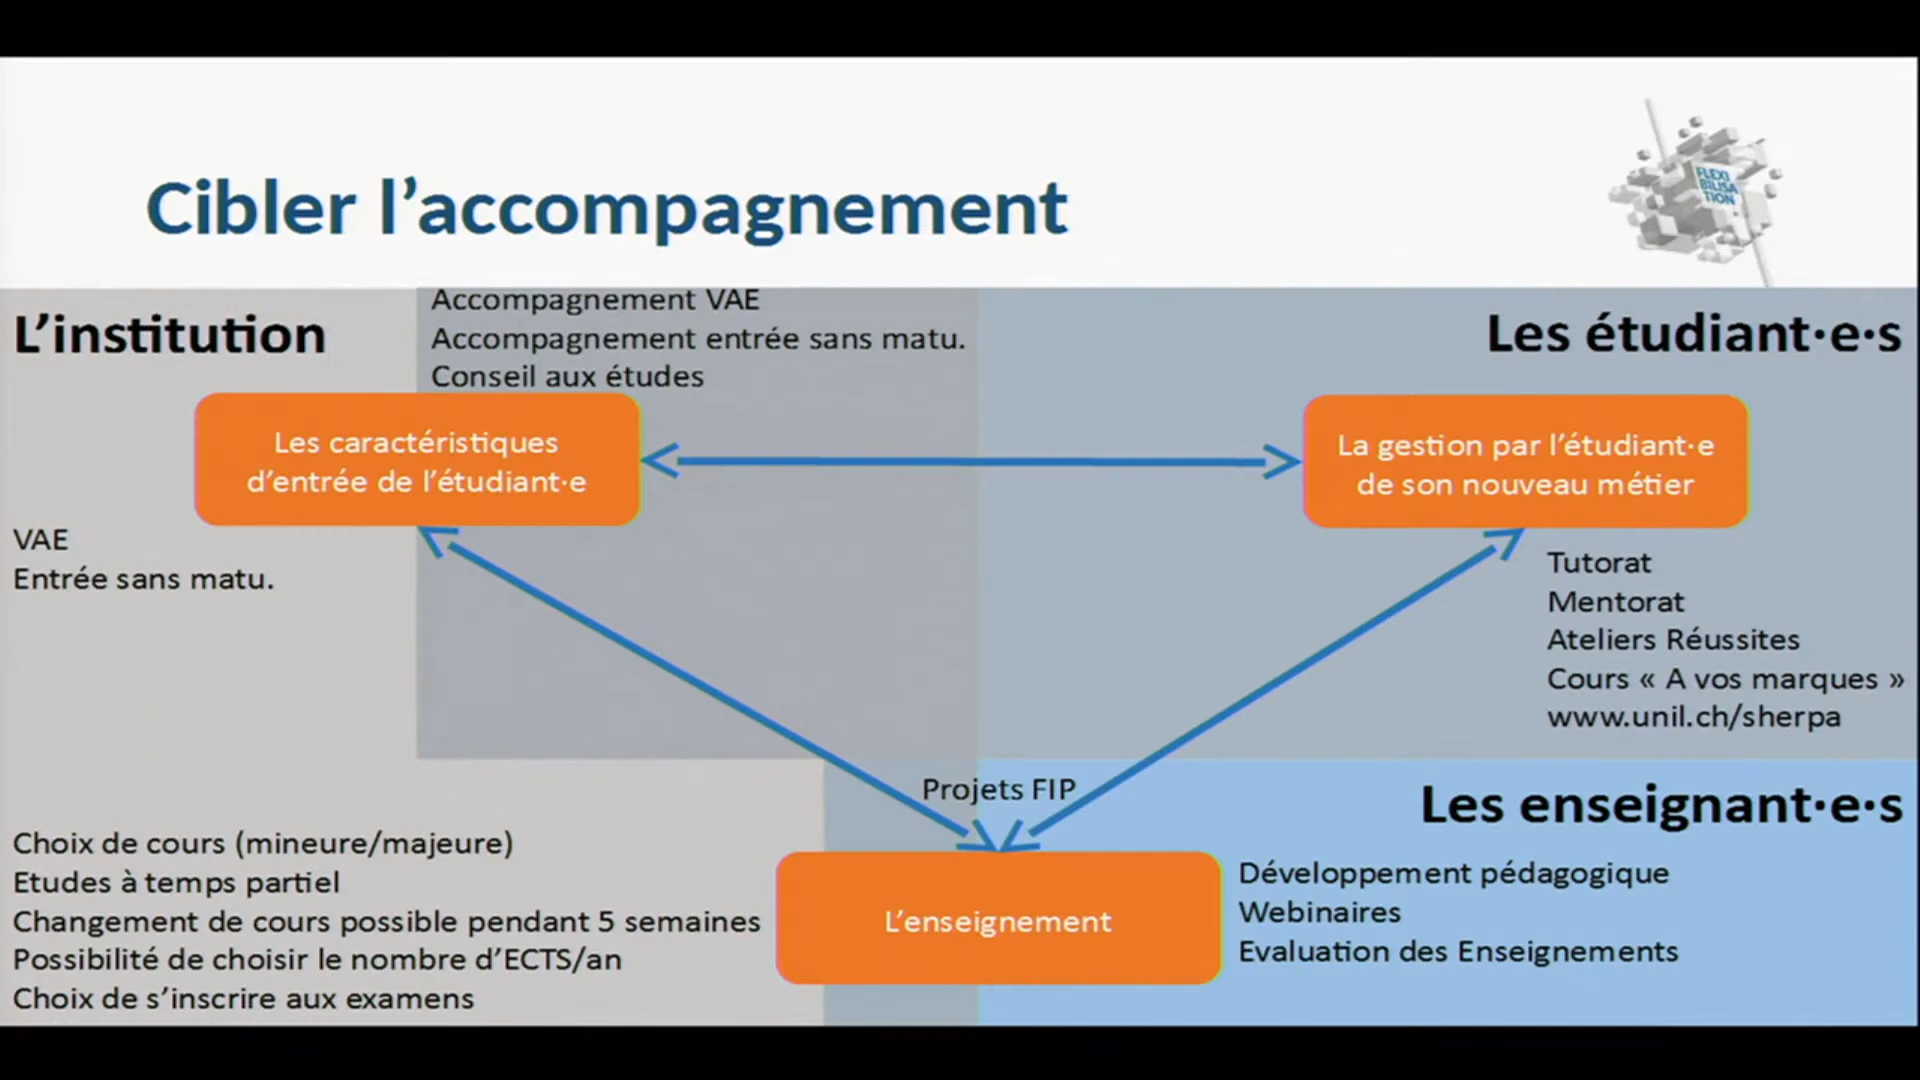 FLEXI
BILISA
TION
Cibler l’accompagnement
L’institution
Accompagnement VAE
Accompagnement entrée sans matu.
Conseil aux études
Les étudiant·e·s
Les caractéristiques
d’entrée de l’étudiant·e
La gestion par l’étudiant·e
de son nouveau métier
VAE
Entrée sans matu.
Tutorat
Mentorat
Ateliers Réussites
Cours « A vos marques »
www.unil.ch/sherpa
Projets FIP
Les enseignant·e·s
Choix de cours (mineure/majeure)
Etudes à temps partiel
Changement de cours possible pendant 5 semaines
Possibilité de choisir le nombre d’ECTS/an
Choix de s’inscrire aux examens
L’enseignement
Développement pédagogique
Webinaires
Evaluation des Enseignements